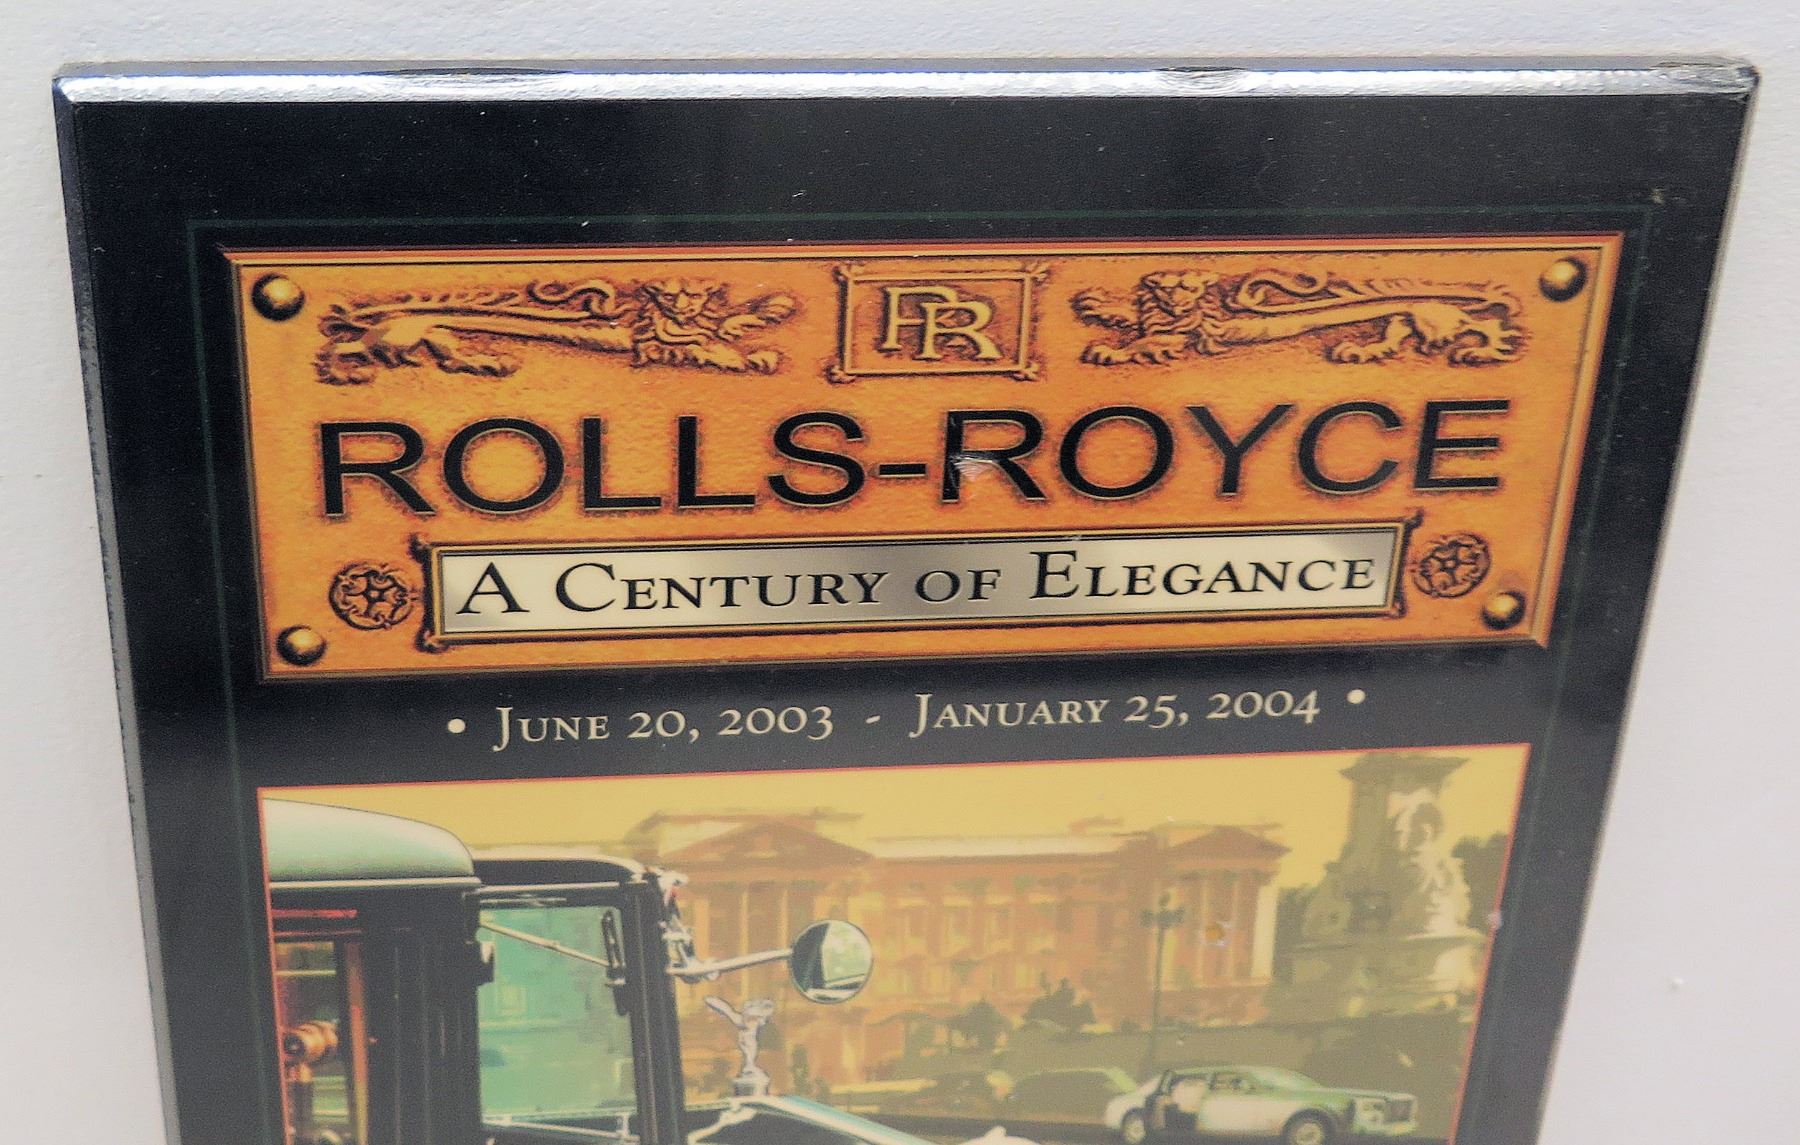 RR
ROLLS-ROYCE
A CENTURY OF ELEGANCE
• JUNE 20, 2003 - JANUARY 25, 2004 •